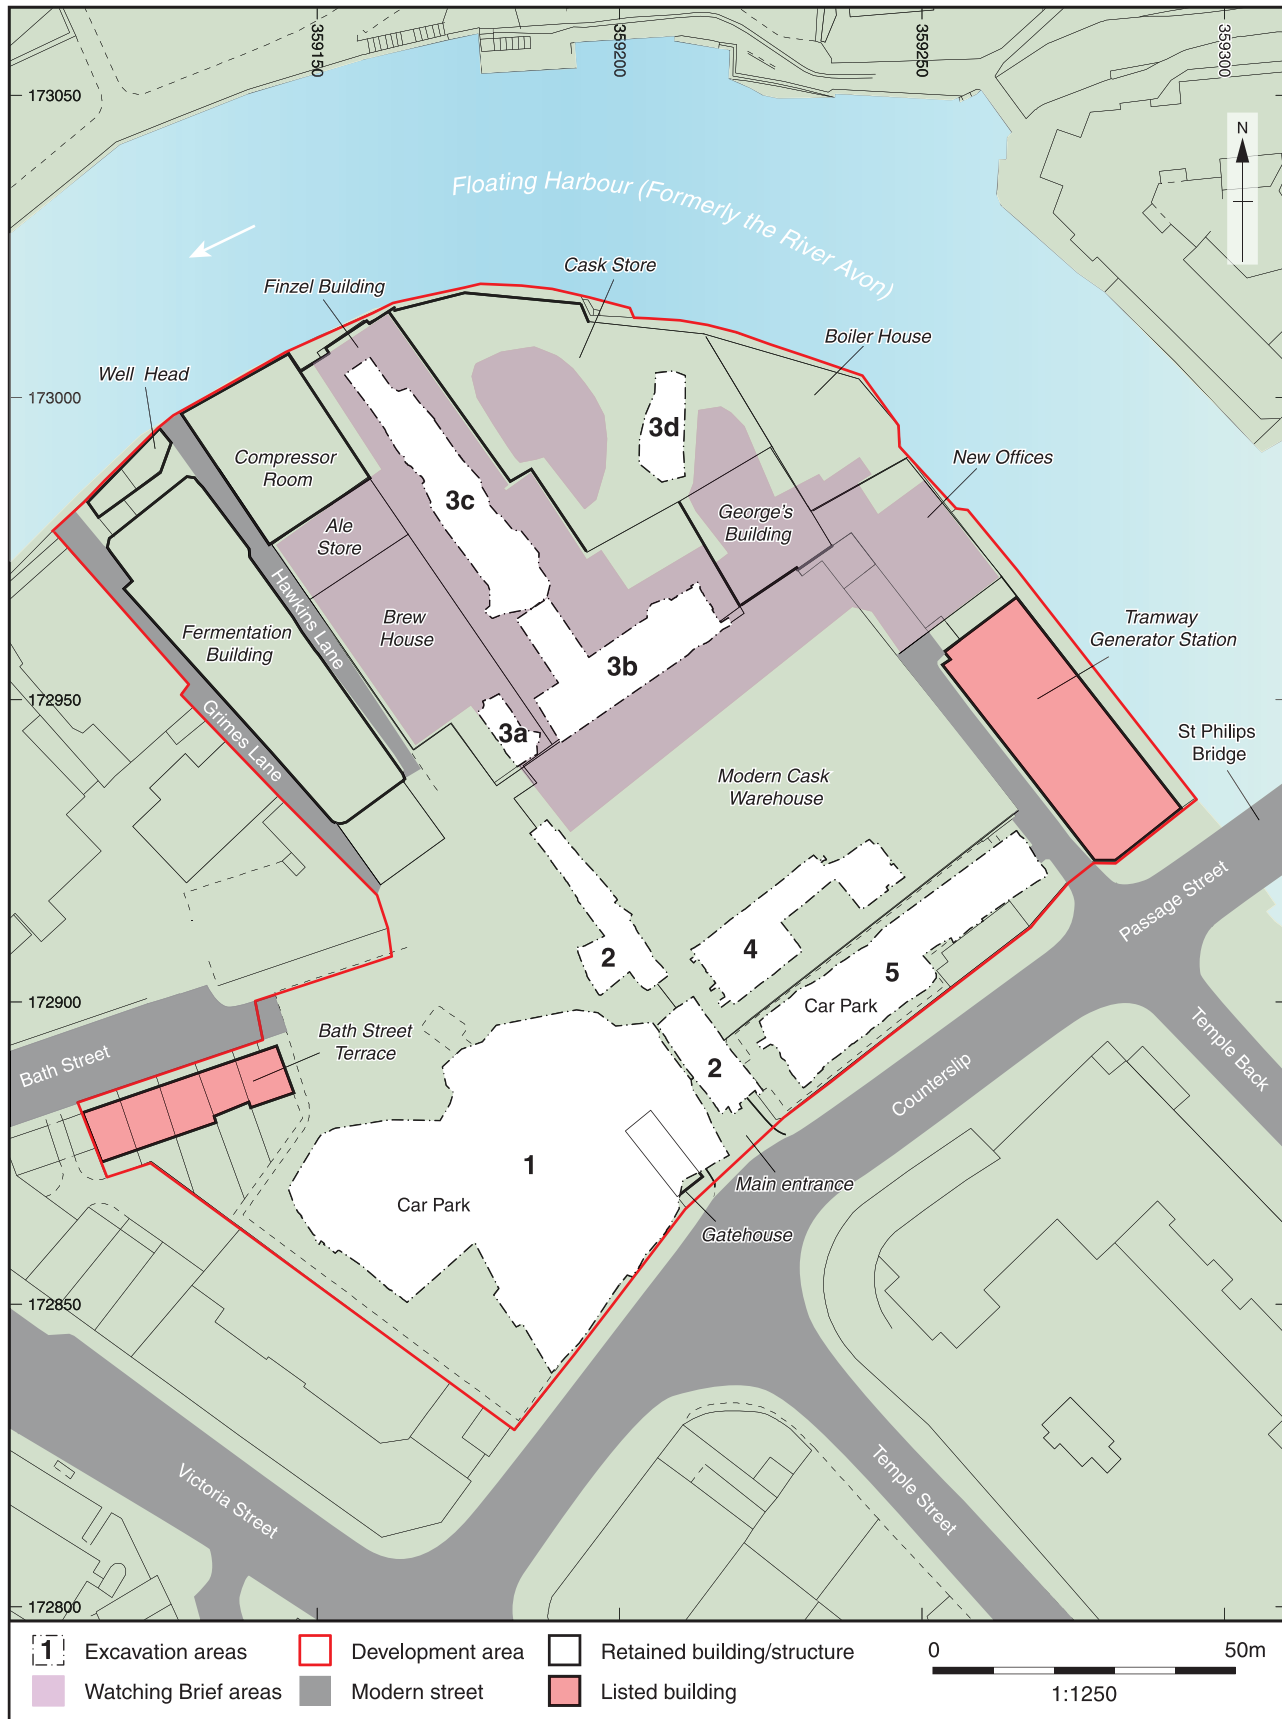 359150
359200
359250
359300
173050
N
Floating Harbour (Formerly the River Avon)
Cask Store
Finzel Building
Boiler House
Well Head
173000
3d
Compressor
Room
New Offices
3c
George's
Building
Ale
Store
Hawkins Lane
Brew
House
Tramway
Generator Station
Fermentation
Building
3b
172950
Grimes Lane
3a
St Philips
Bridge
Modern Cask
Warehouse
Passage Street
2
4
5
Car Park
172900
Bath Street
Terrace
Bath Street
2
Counterslip
Temple Back
1
Car Park
Main entrance
Gatehouse
172850
Victoria Street
Temple Street
172800
1 Excavation areas
Development area
Retained building/structure
Watching Brief areas
Modern street
Listed building
0 50m
1:1250